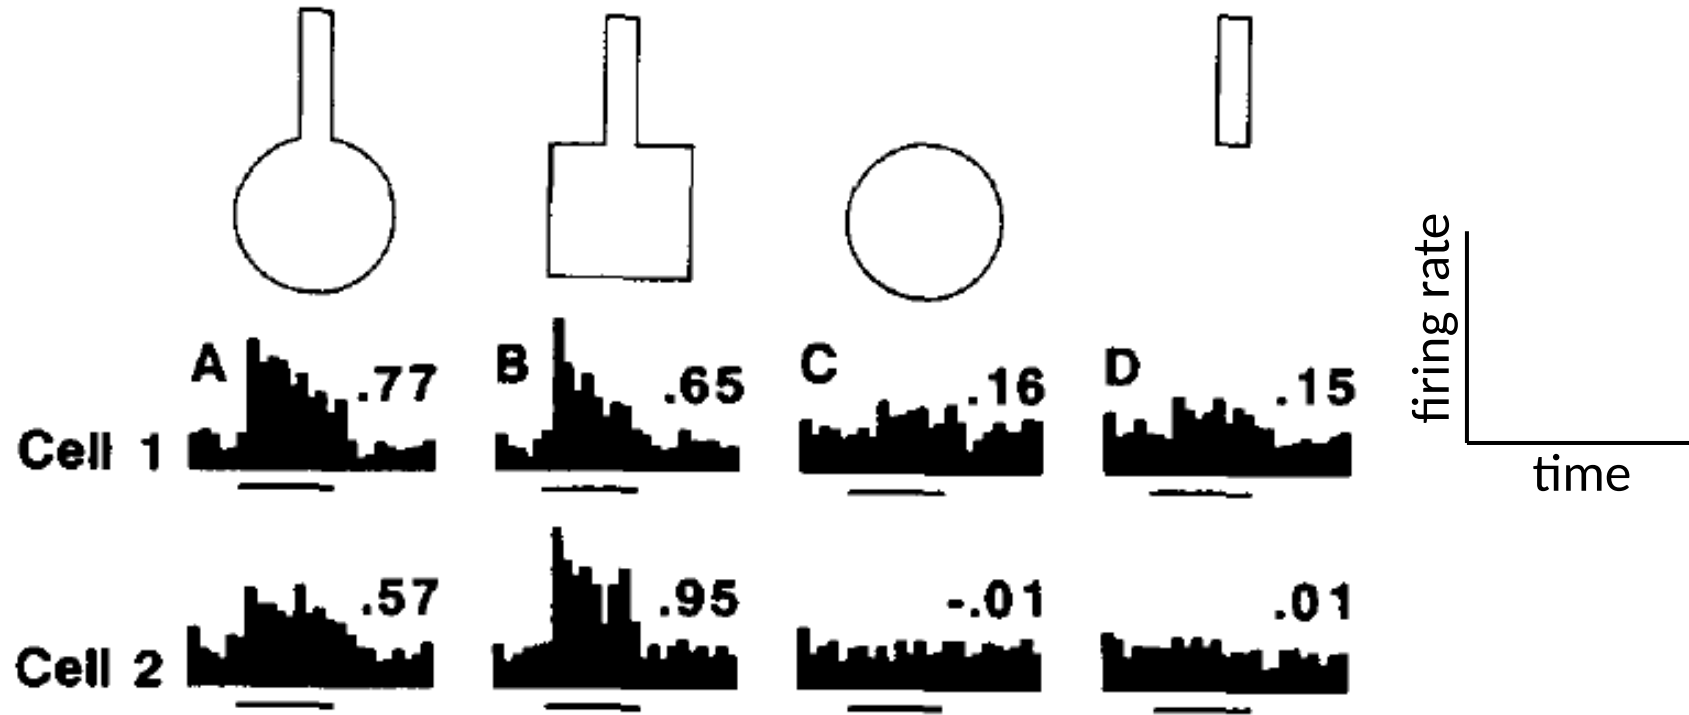 A .77
B .65
C .16
D .15
Cell 1
firing rate
time
.57
.95
-.01
.01
Cell 2